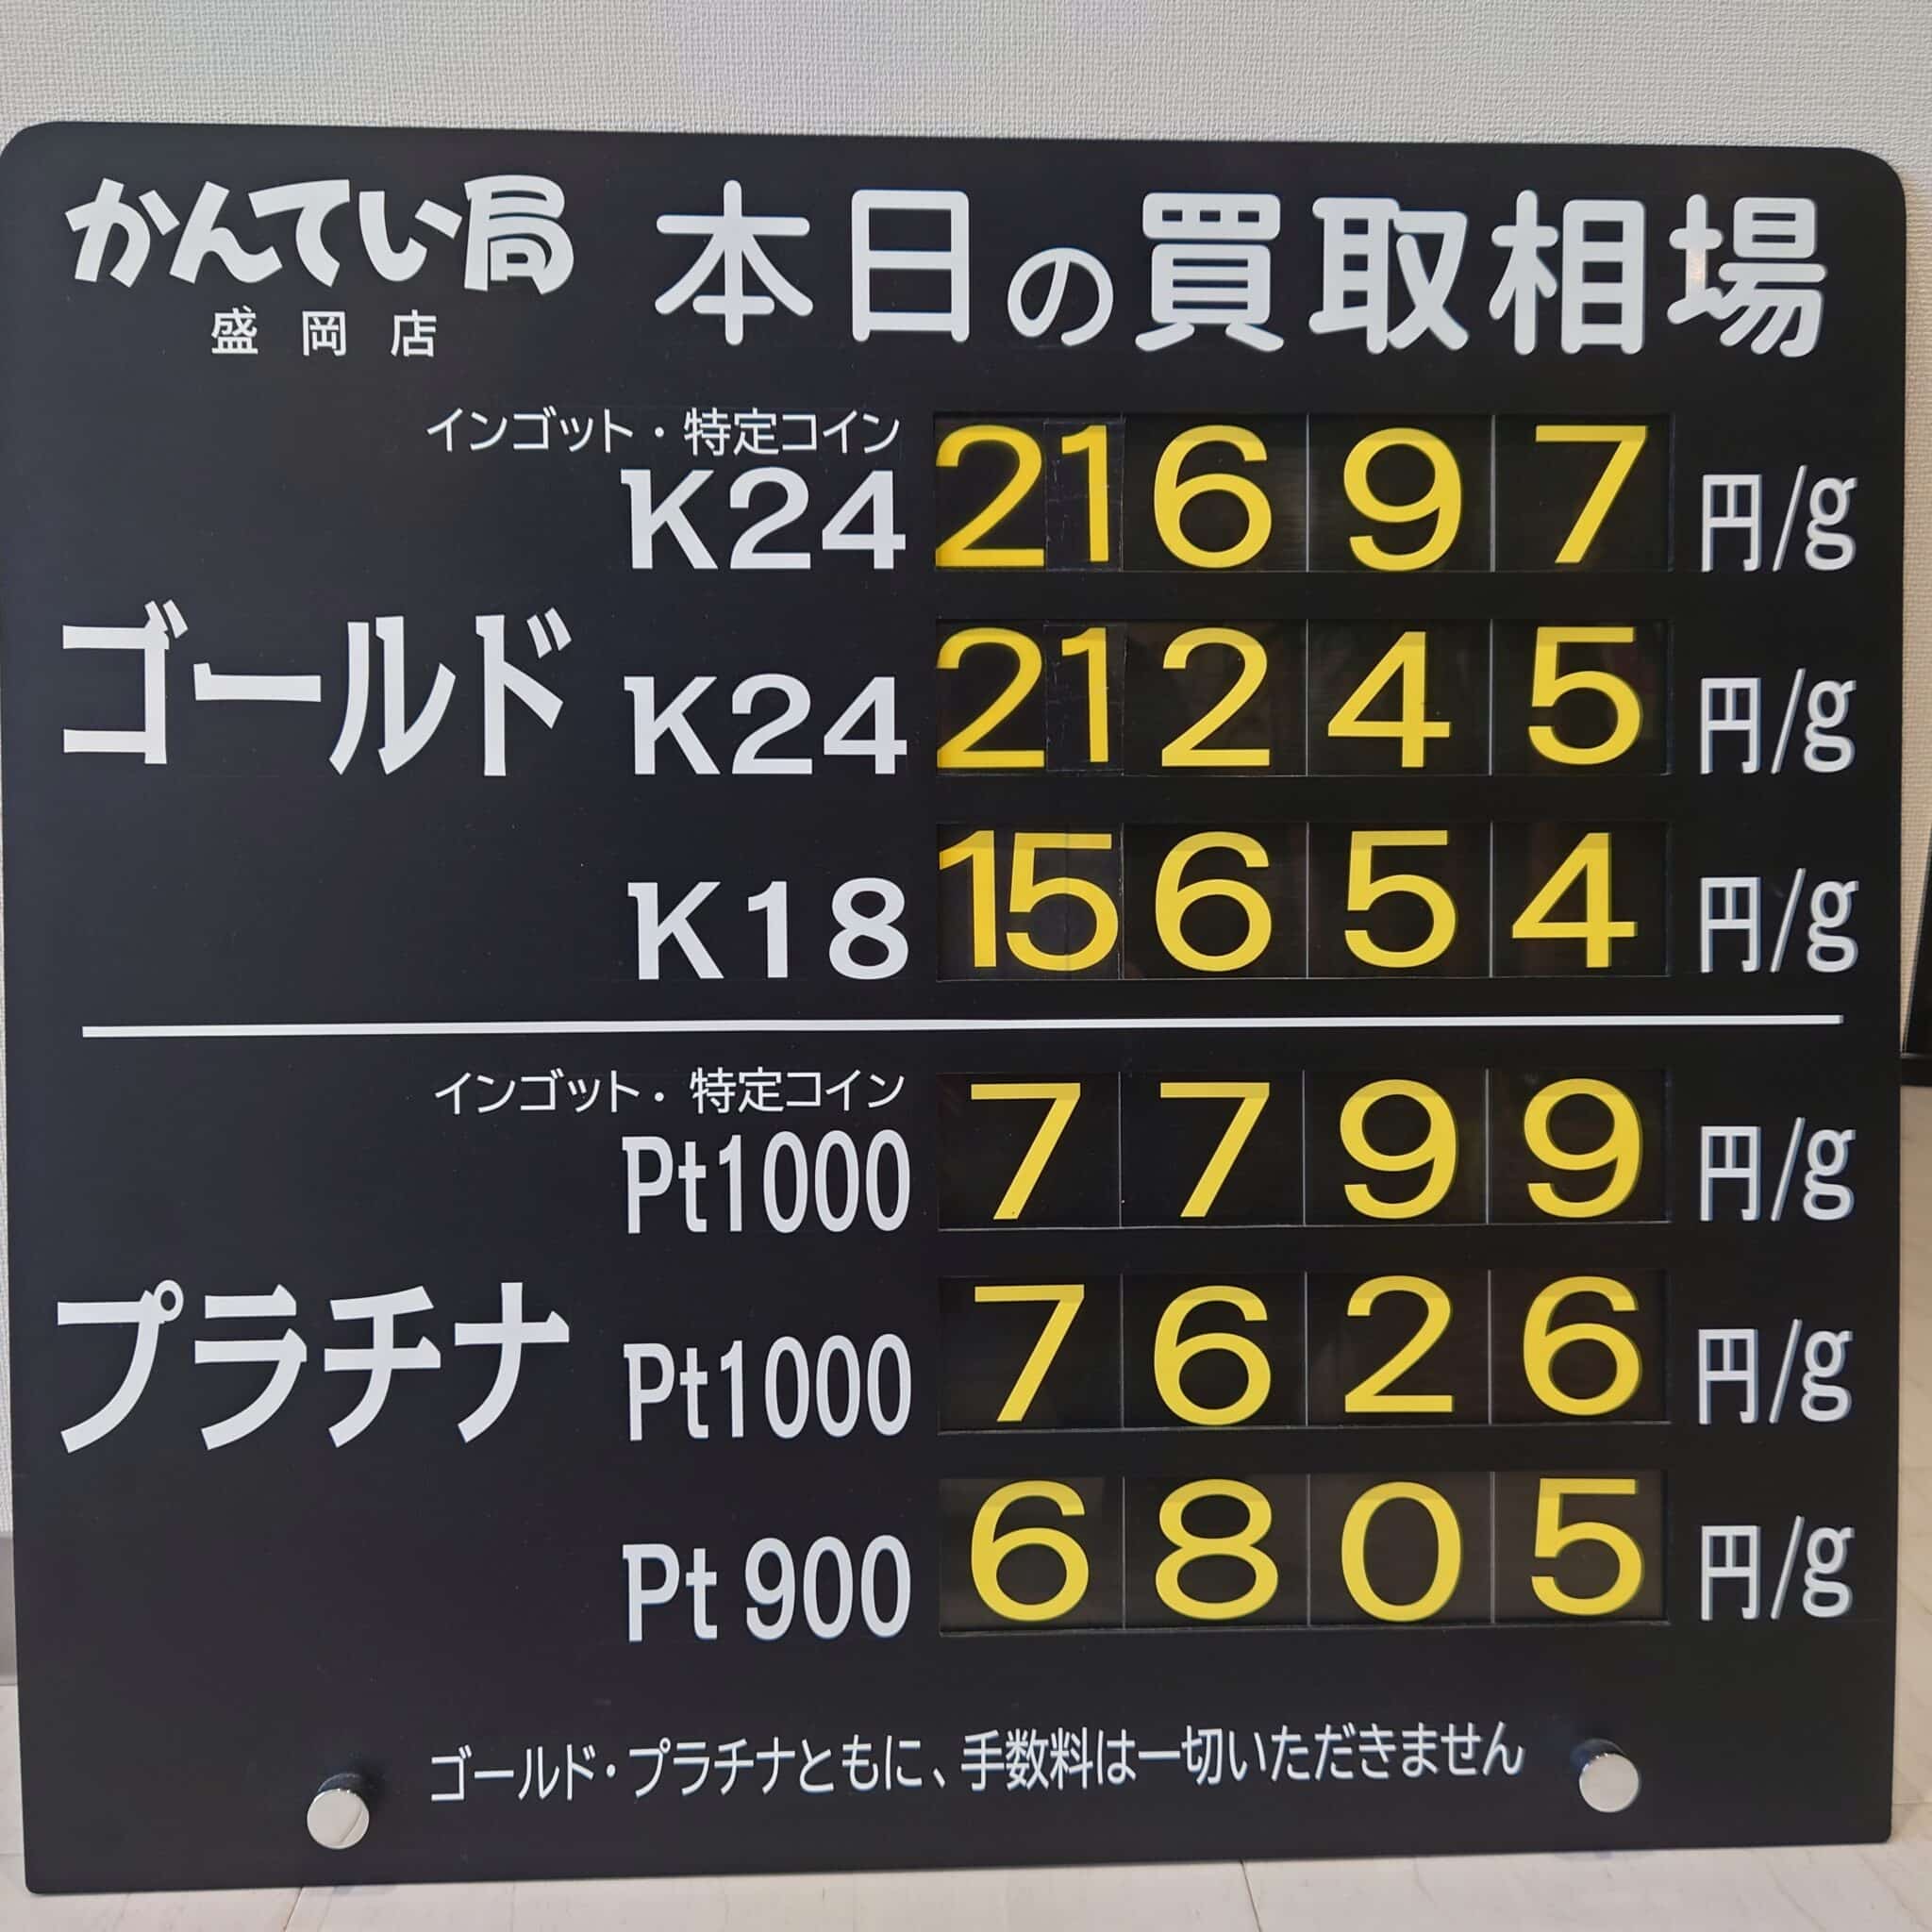 かんてい局 本日の買取相場
盛岡店
インゴット・特定コイン
K24 21697 円/g
ゴールド K24 21245 円/g
K18 15654 円/g
インゴット・特定コイン
Pt1000 7799 円/g
プラチナ Pt1000 7626 円/g
Pt 900 6805 円/g
ゴールド・プラチナともに、手数料は一切いただきません